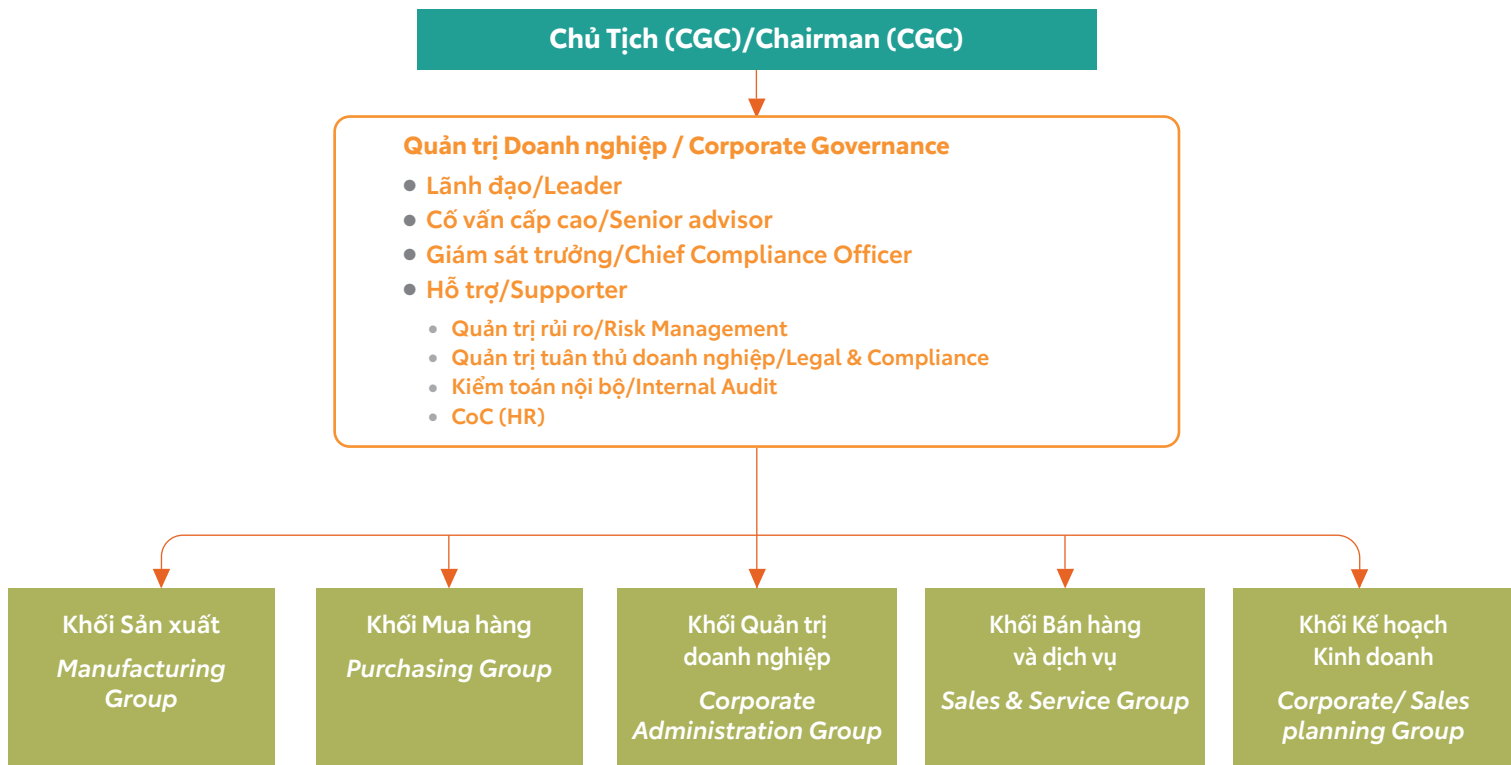 Chủ Tịch (CGC)/Chairman (CGC)
Quản trị Doanh nghiệp / Corporate Governance
Lãnh đạo/Leader
Cố vấn cấp cao/Senior advisor
Giám sát trưởng/Chief Compliance Officer
Hỗ trợ/Supporter
Quản trị rủi ro/Risk Management
Quản trị tuân thủ doanh nghiệp/Legal & Compliance
Kiểm toán nội bộ/Internal Audit
CoC (HR)
Khối Sản xuất
Manufacturing
Group
Khối Mua hàng
Purchasing Group
Khối Quản trị
doanh nghiệp
Corporate
Administration Group
Khối Bán hàng
và dịch vụ
Sales & Service Group
Khối Kế hoạch
Kinh doanh
Corporate/ Sales
planning Group